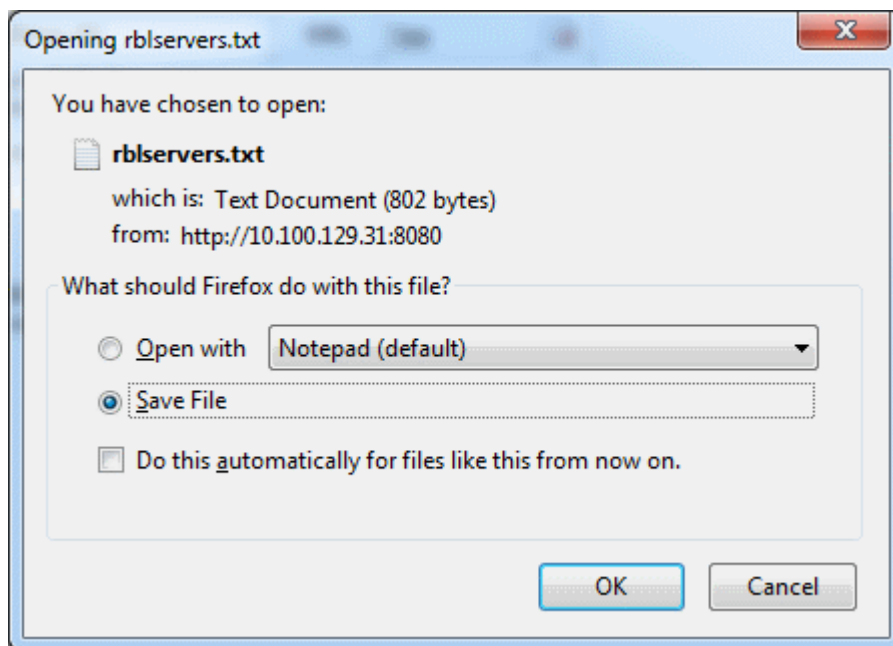 Opening rblservers.txt
You have chosen to open:
rblservers.txt
which is: Text Document (802 bytes)
from: http://10.100.129.31:8080
What should Firefox do with this file?
Open with Notepad (default)
Save File
Do this automatically for files like this from now on.
OK Cancel